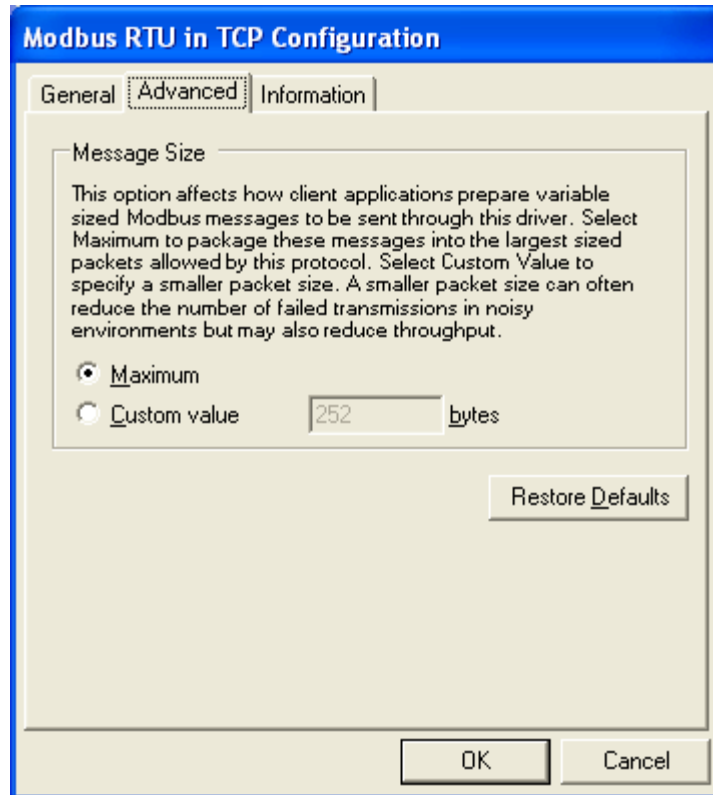 Modbus RTU in TCP Configuration
General Advanced Information
Message Size
This option affects how client applications prepare variable
sized Modbus messages to be sent through this driver. Select
Maximum to package these messages into the largest sized
packets allowed by this protocol. Select Custom Value to
specify a smaller packet size. A smaller packet size can often
reduce the number of failed transmissions in noisy
environments but may also reduce throughput.
Maximum
Custom value 252 bytes
Restore Defaults
OK Cancel